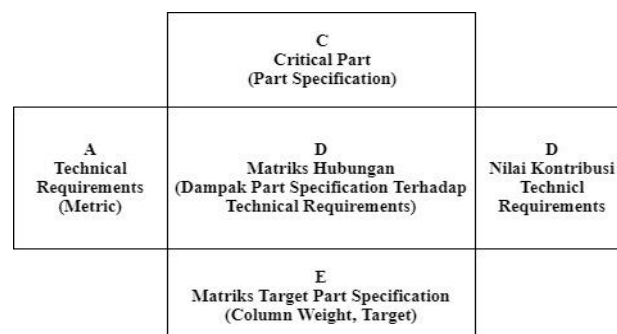 C
Critical Part
(Part Specification)
A
Technical
Requirements
(Metric)
D
Matriks Hubungan
(Dampak Part Specification Terhadap
Technical Requirements)
D
Nilai Kontribusi
Technicl
Requirements
E
Matriks Target Part Specification
(Column Weight, Target)